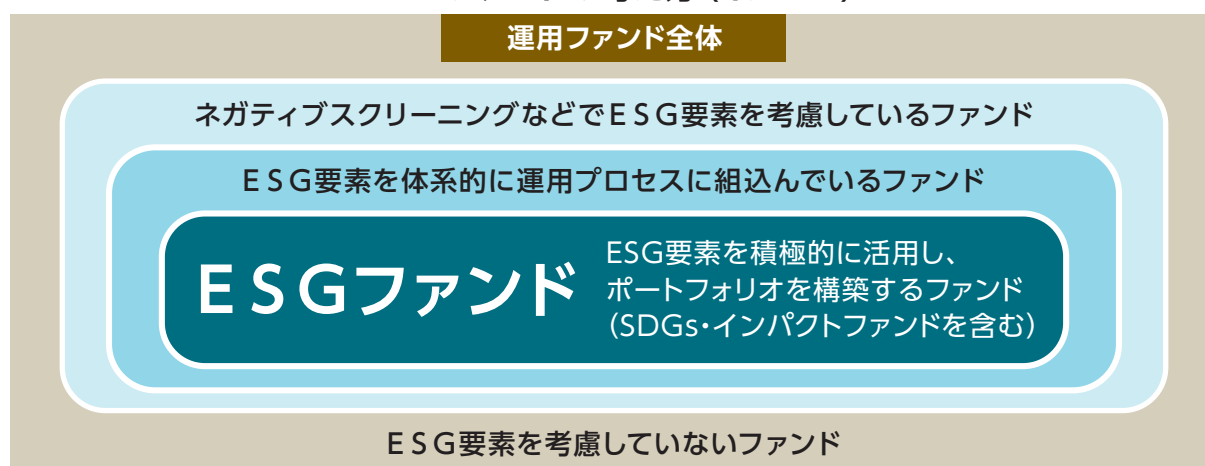 運用ファンド全体
ネガティブスクリーニングなどでESG要素を考慮しているファンド
ESG要素を体系的に運用プロセスに組込んでいるファンド
ESGファンド
ESG要素を積極的に活用し、
ポートフォリオを構築するファンド
(SDGs・インパクトファンドを含む)
ESG要素を考慮していないファンド